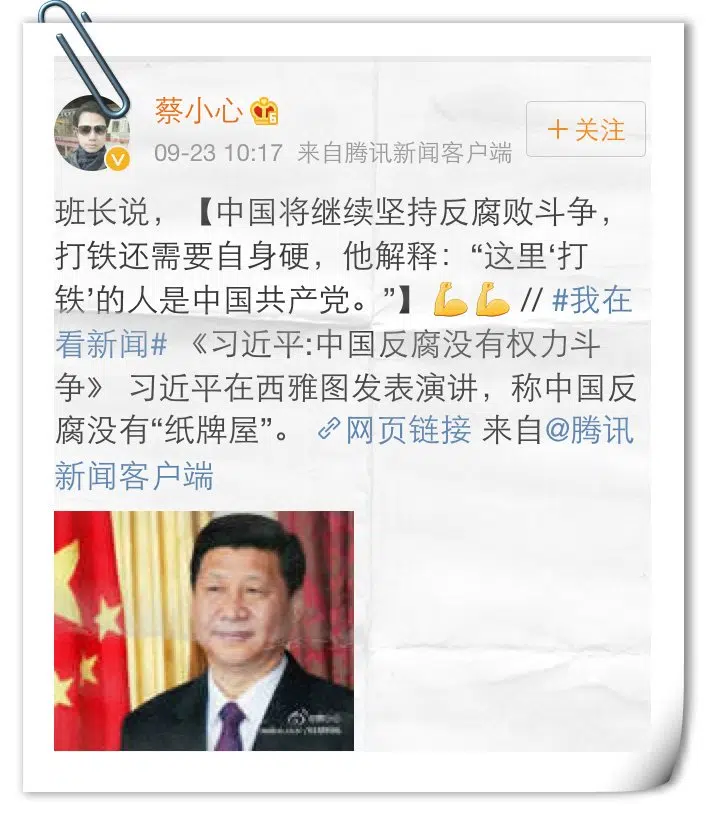 蔡小心
+关注
09-23 10:17 来自腾讯新闻客户端
班长说，【中国将继续坚持反腐败斗争，
打铁还需要自身硬，他解释：“这里‘打
铁’的人是中国共产党。”】💪💪 // #我在
看新闻# 《习近平:中国反腐没有权力斗
争》 习近平在西雅图发表演讲，称中国反
腐没有“纸牌屋”。 网页链接 来自@腾讯
新闻客户端